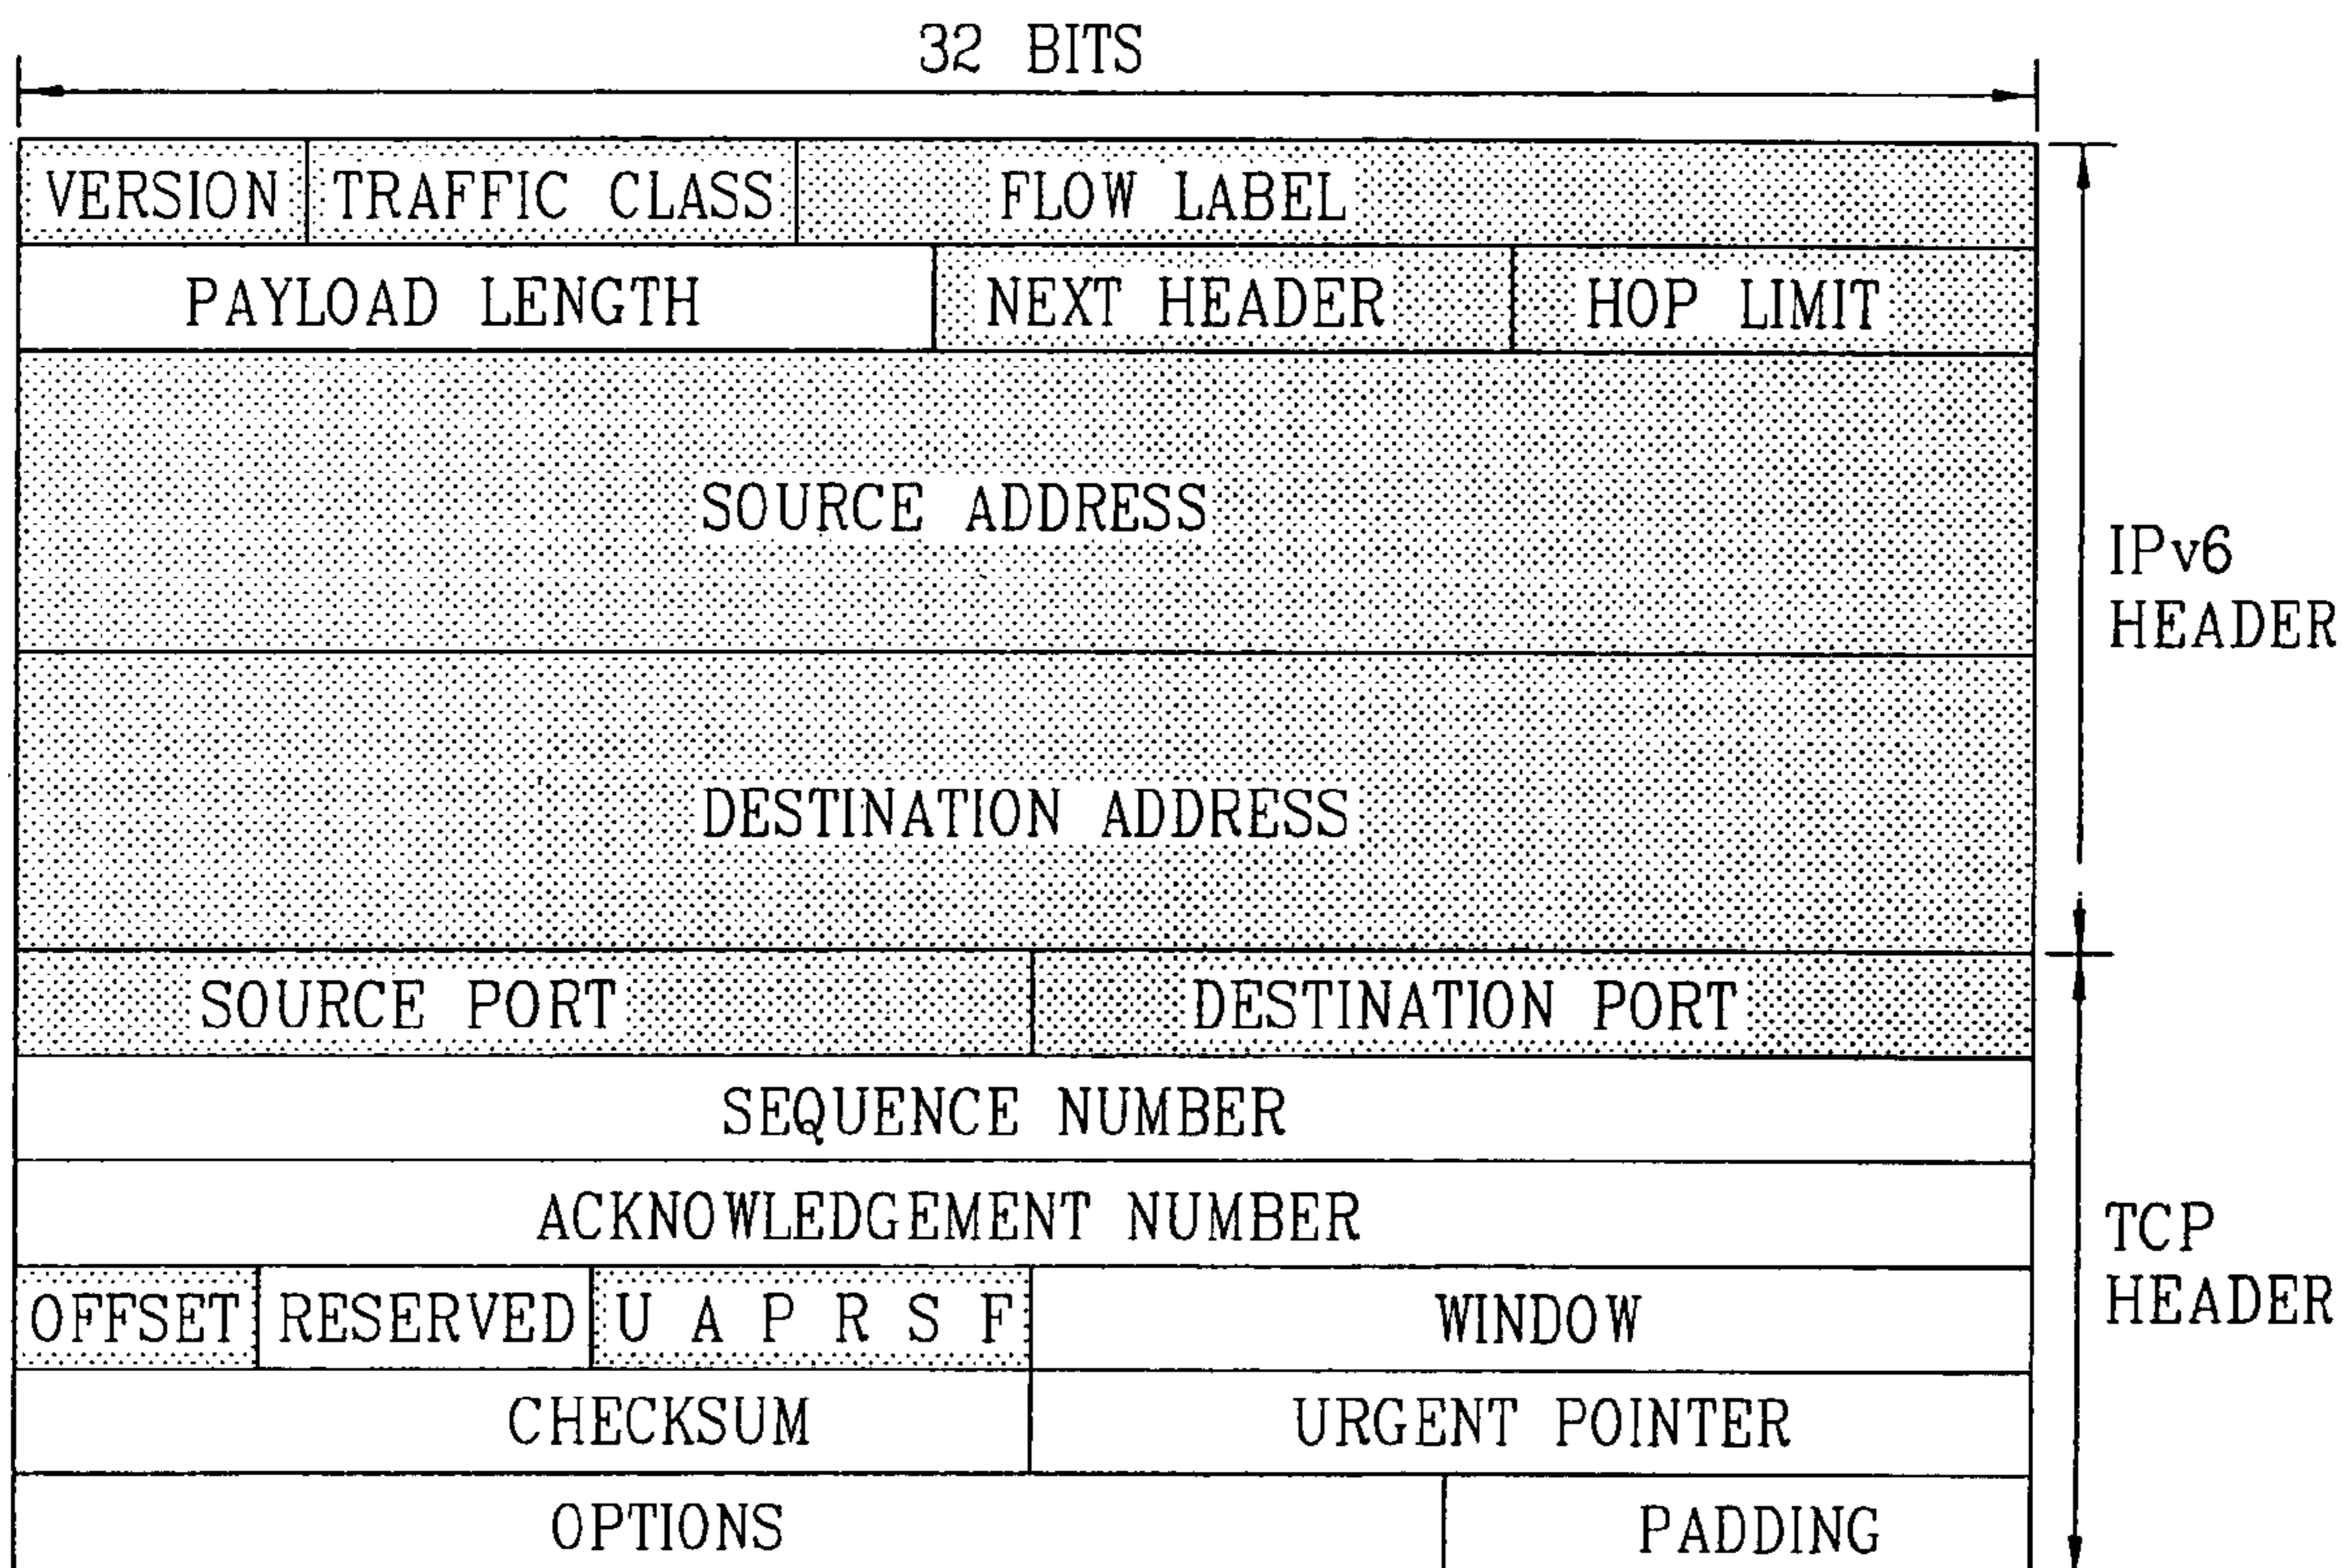 32 BITS
VERSION TRAFFIC CLASS FLOW LABEL
PAYLOAD LENGTH NEXT HEADER HOP LIMIT
SOURCE ADDRESS
IPv6
HEADER
DESTINATION ADDRESS
SOURCE PORT DESTINATION PORT
SEQUENCE NUMBER
ACKNOWLEDGEMENT NUMBER
TCP
HEADER
OFFSET RESERVED U A P R S F WINDOW
CHECKSUM URGENT POINTER
OPTIONS PADDING